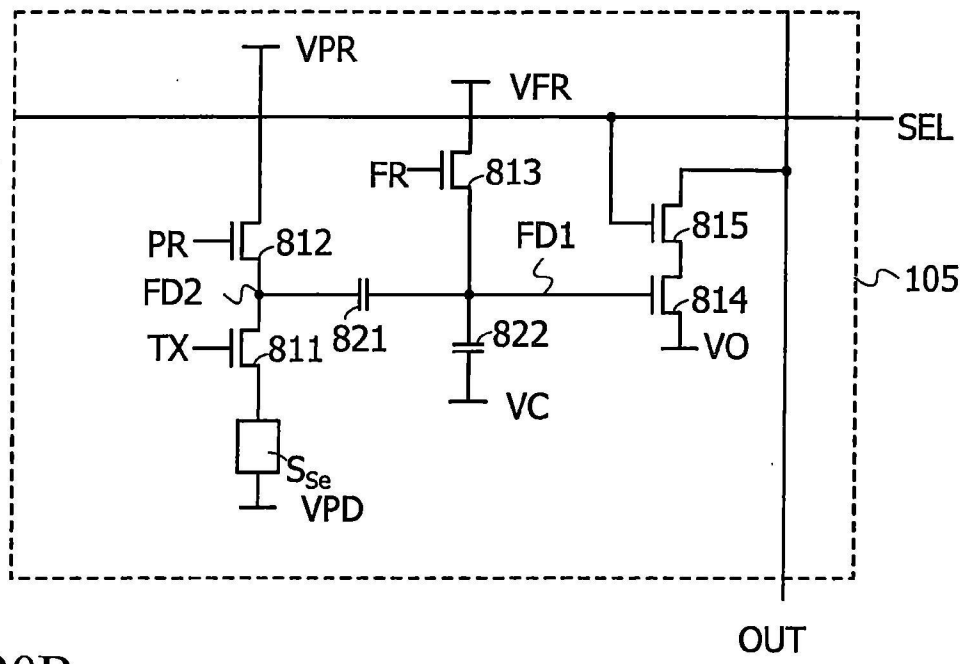 VPR
VFR
SEL
FR
813
PR
812
815
FD1
105
FD2
821
822
814
TX
811
VO
VC
SSe
VPD
OUT